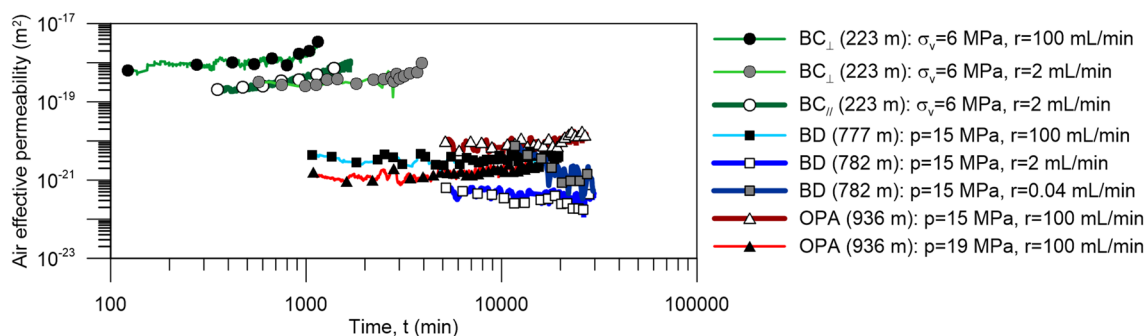 Air effective permeability (m²)
10⁻¹⁷
10⁻¹⁹
10⁻²¹
10⁻²³
100
1000
10000
100000
Time, t (min)
BC⊥ (223 m): σᵥ=6 MPa, r=100 mL/min
BC⊥ (223 m): σᵥ=6 MPa, r=2 mL/min
BC// (223 m): σᵥ=6 MPa, r=2 mL/min
BD (777 m): p=15 MPa, r=100 mL/min
BD (782 m): p=15 MPa, r=2 mL/min
BD (782 m): p=15 MPa, r=0.04 mL/min
OPA (936 m): p=15 MPa, r=100 mL/min
OPA (936 m): p=19 MPa, r=100 mL/min